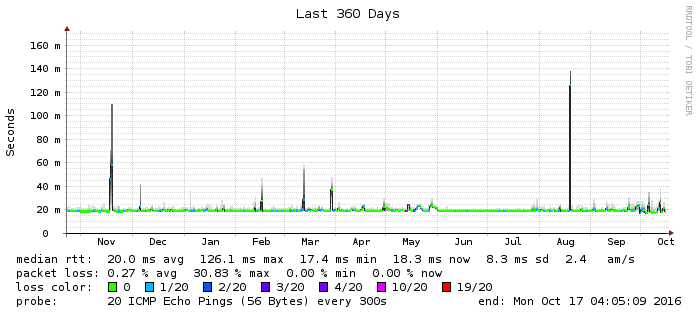 Last 360 Days
RRDTOOL / TOBI OETIKER
Seconds
160 m
140 m
120 m
100 m
80 m
60 m
40 m
20 m
0
Nov Dec Jan Feb Mar Apr May Jun Jul Aug Sep Oct
median rtt: 20.0 ms avg 126.1 ms max 17.4 ms min 18.3 ms now 8.3 ms sd 2.4 am/s
packet loss: 0.27 % avg 30.83 % max 0.00 % min 0.00 % now
loss color: 0 1/20 2/20 3/20 4/20 10/20 19/20
probe: 20 ICMP Echo Pings (56 Bytes) every 300s end: Mon Oct 17 04:05:09 2016